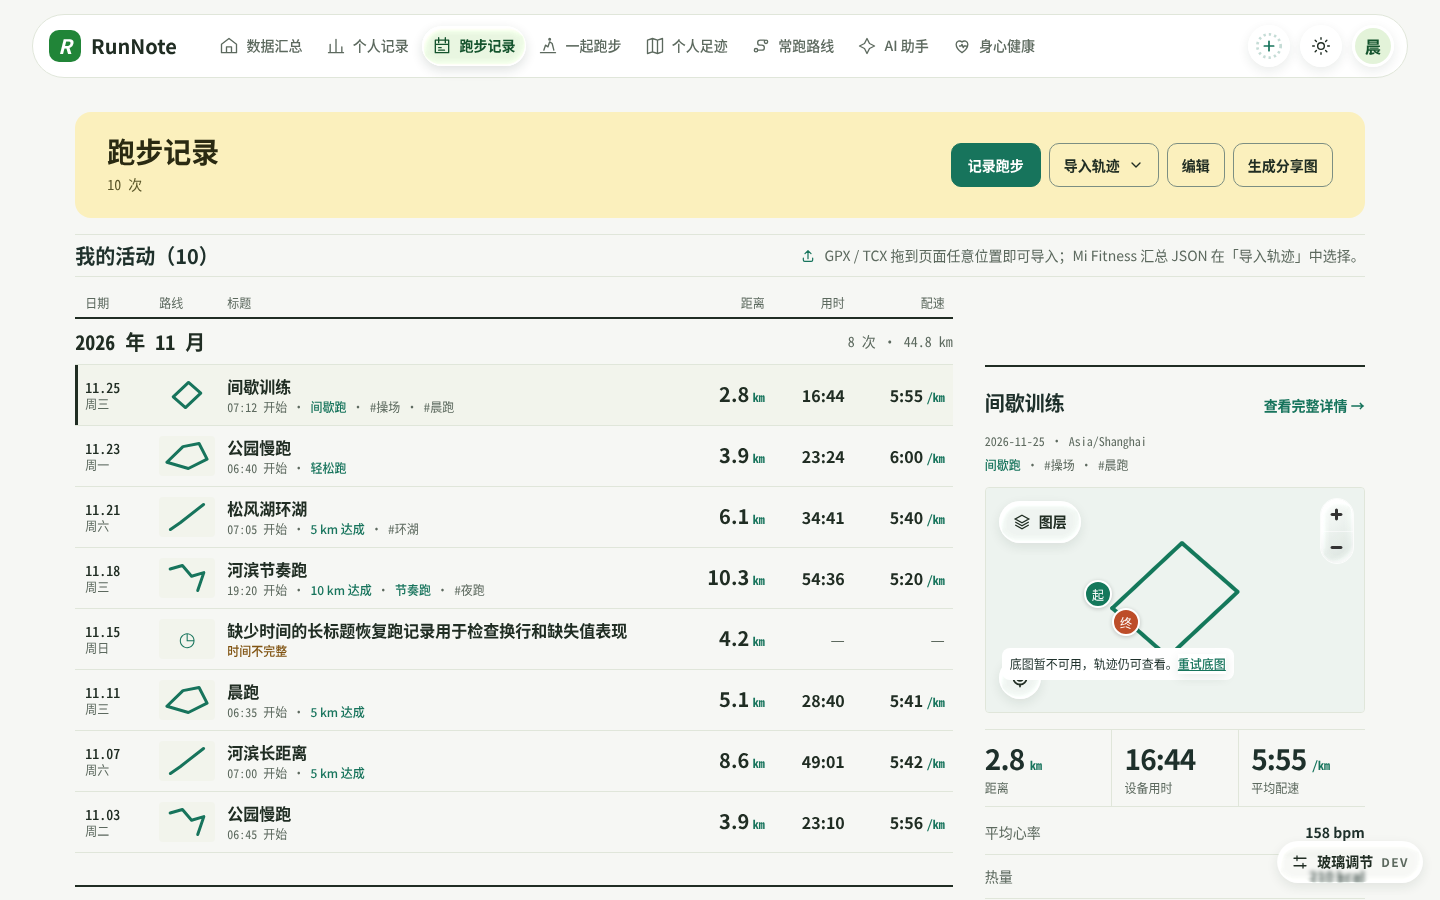 R RunNote 数据汇总 个人记录 跑步记录 一起跑步 个人足迹 常跑路线 AI 助手 身心健康 晨
跑步记录
10 次
记录跑步 导入轨迹 编辑 生成分享图
我的活动（10）
GPX / TCX 拖到页面任意位置即可导入；Mi Fitness 汇总 JSON 在「导入轨迹」中选择。
日期 路线 标题 距离 用时 配速
2026 年 11 月 8 次 · 44.8 km
11.25 周三
间歇训练
07:12 开始 · 间歇跑 · #操场 · #晨跑
2.8 km 16:44 5:55 /km
11.23 周一
公园慢跑
06:40 开始 · 轻松跑
3.9 km 23:24 6:00 /km
11.21 周六
松风湖环湖
07:05 开始 · 5 km 达成 · #环湖
6.1 km 34:41 5:40 /km
11.18 周三
河滨节奏跑
19:20 开始 · 10 km 达成 · 节奏跑 · #夜跑
10.3 km 54:36 5:20 /km
11.15 周日
缺少时间的长标题恢复跑记录用于检查换行和缺失值表现
时间不完整
4.2 km — —
11.11 周三
晨跑
06:35 开始 · 5 km 达成
5.1 km 28:40 5:41 /km
11.07 周六
河滨长距离
07:00 开始 · 5 km 达成
8.6 km 49:01 5:42 /km
11.03 周二
公园慢跑
06:45 开始
3.9 km 23:10 5:56 /km
间歇训练 查看完整详情 →
2026-11-25 · Asia/Shanghai
间歇跑 · #操场 · #晨跑
图层 + −
起
终
底图暂不可用，轨迹仍可查看。重试底图
2.8 km 16:44 5:55 /km
距离 设备用时 平均配速
平均心率 158 bpm
玻璃调节 DEV
热量